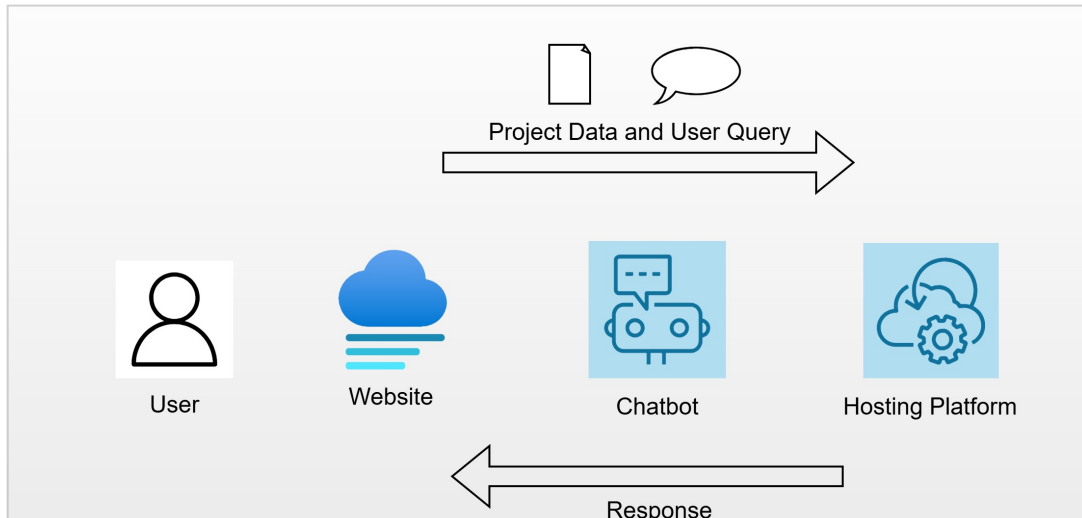 Project Data and User Query
User
Website
Chatbot
Hosting Platform
Response